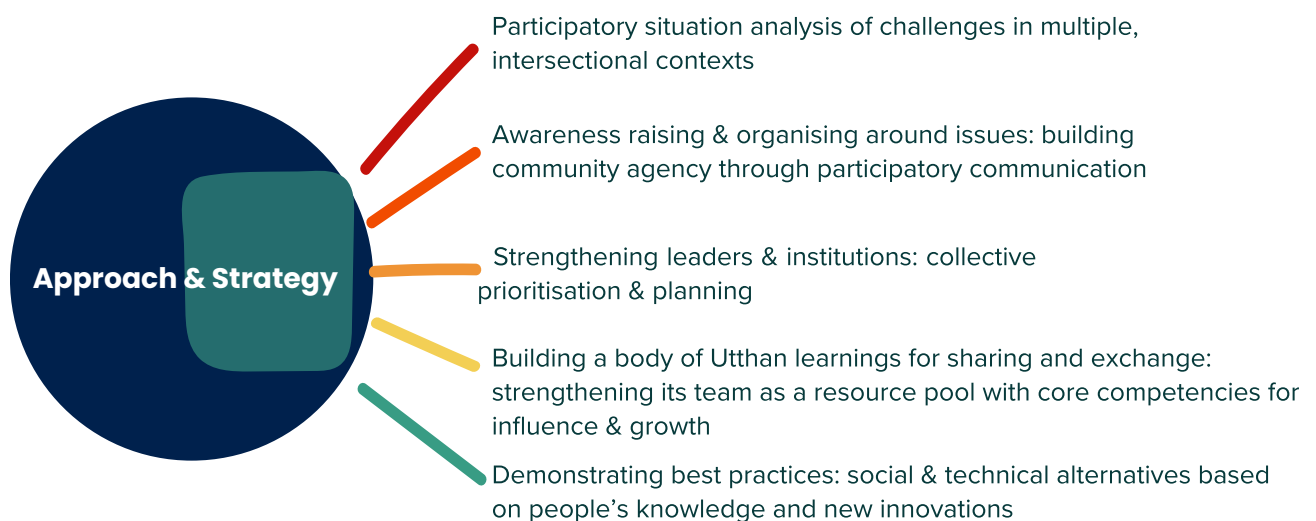 Participatory situation analysis of challenges in multiple,
intersectional contexts
Awareness raising & organising around issues: building
community agency through participatory communication
Approach & Strategy
Strengthening leaders & institutions: collective
prioritisation & planning
Building a body of Utthan learnings for sharing and exchange:
strengthening its team as a resource pool with core competencies for
influence & growth
Demonstrating best practices: social & technical alternatives based
on people’s knowledge and new innovations